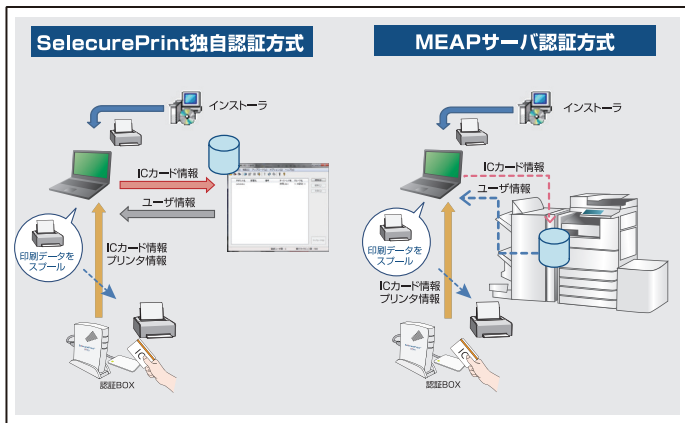 SelecurePrint独自認証方式
インストーラ
ICカード情報
ユーザ情報
印刷データを
スプール
ICカード情報
プリンタ情報
IC
認証BOX
MEAPサーバ認証方式
インストーラ
ICカード情報
ユーザ情報
印刷データを
スプール
ICカード情報
プリンタ情報
IC
認証BOX